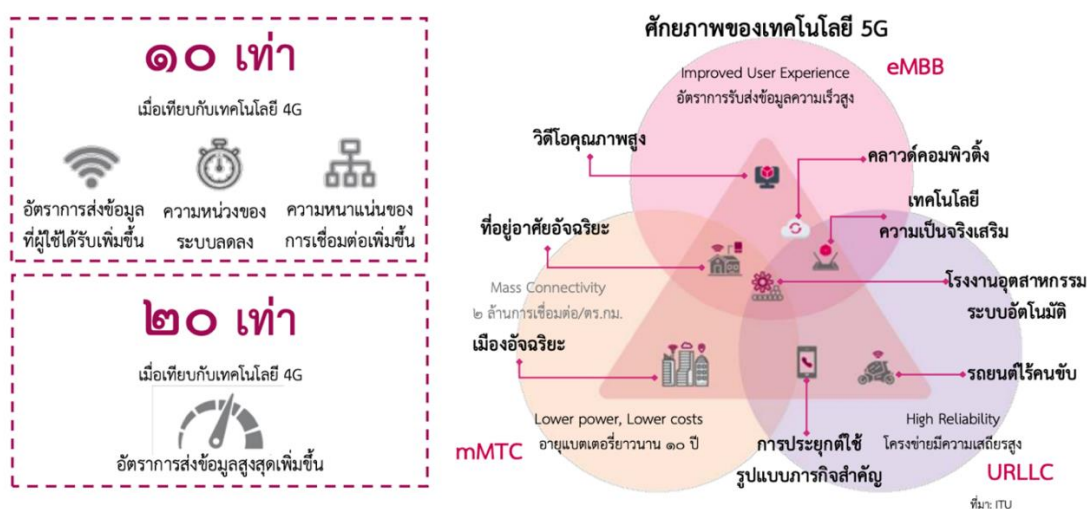 ๑๐ เท่า
เมื่อเทียบกับเทคโนโลยี 4G
อัตราการส่งข้อมูล
ที่ผู้ใช้ได้รับเพิ่มขึ้น
ความหน่วงของ
ระบบลดลง
ความหนาแน่นของ
การเชื่อมต่อเพิ่มขึ้น
๒๐ เท่า
เมื่อเทียบกับเทคโนโลยี 4G
อัตราการส่งข้อมูลสูงสุดเพิ่มขึ้น
ศักยภาพของเทคโนโลยี 5G
eMBB
Improved User Experience
อัตราการรับส่งข้อมูลความเร็วสูง
วิดีโอคุณภาพสูง
คลาวด์คอมพิวติ้ง
เทคโนโลยี
ความเป็นจริงเสริม
ที่อยู่อาศัยอัจฉริยะ
โรงงานอุตสาหกรรม
ระบบอัตโนมัติ
Mass Connectivity
๒ ล้านการเชื่อมต่อ/ตร.กม.
เมืองอัจฉริยะ
รถยนต์ไร้คนขับ
Lower power, Lower costs
อายุแบตเตอรี่ยาวนาน ๑๐ ปี
mMTC
การประยุกต์ใช้
รูปแบบภารกิจสำคัญ
High Reliability
โครงข่ายมีความเสถียรสูง
URLLC
ที่มา: ITU